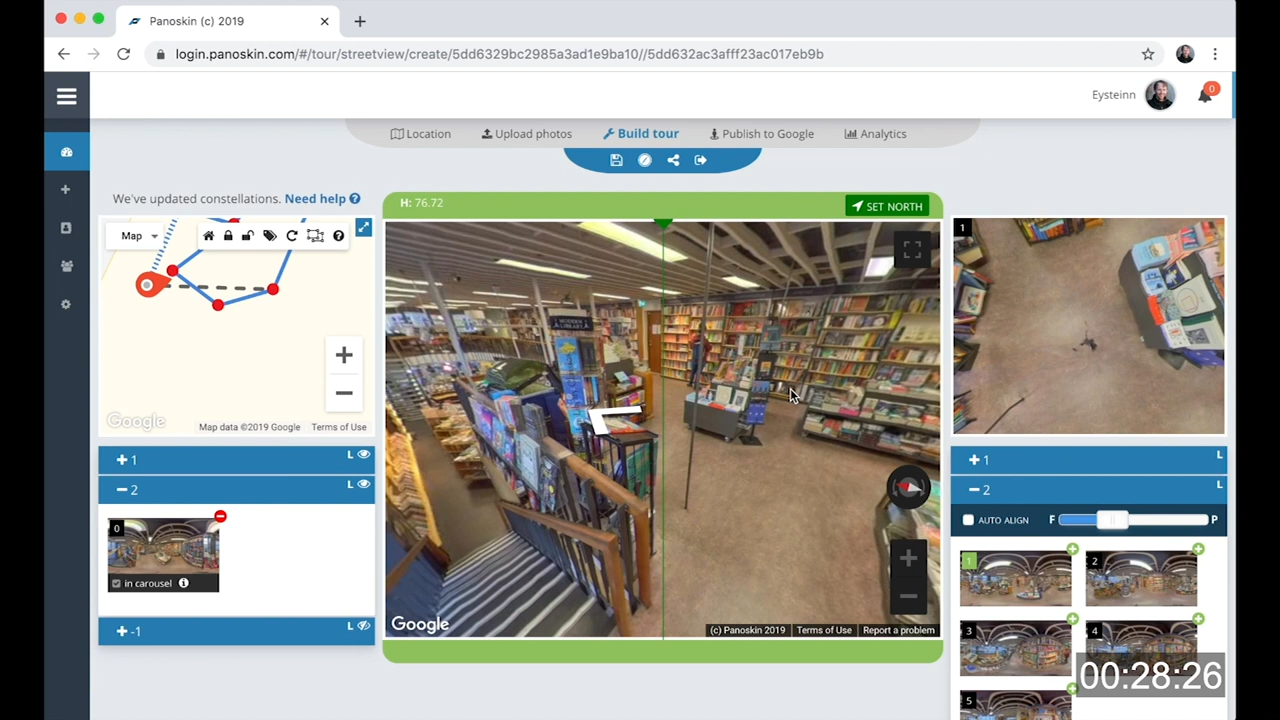 Panoskin (c) 2019
login.panoskin.com/#/tour/streetview/create/5dd6329bc2985a3ad1e9ba10//5dd632ac3afff23ac017eb9b
Eysteinn
0
Location
Upload photos
Build tour
Publish to Google
Analytics
We've updated constellations. Need help
H: 76.72
SET NORTH
1
Map
MODERN LIBRARY
Google
Map data ©2019 Google
Terms of Use
1 L
2 L
0
in carousel
-1 L
Google
(c) Panoskin 2019
Terms of Use
Report a problem
1 L
2 L
AUTO ALIGN
F P
1
2
3
4
5
00:28:26